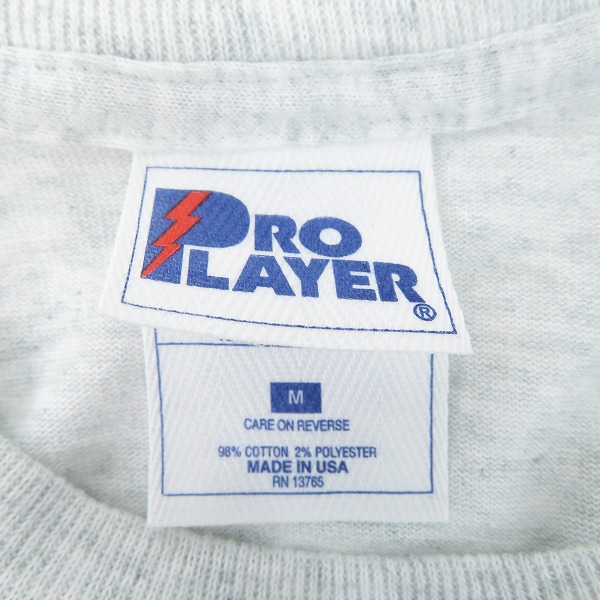 PRO
PLAYER®
M
CARE ON REVERSE
98% COTTON 2% POLYESTER
MADE IN USA
RN 13765